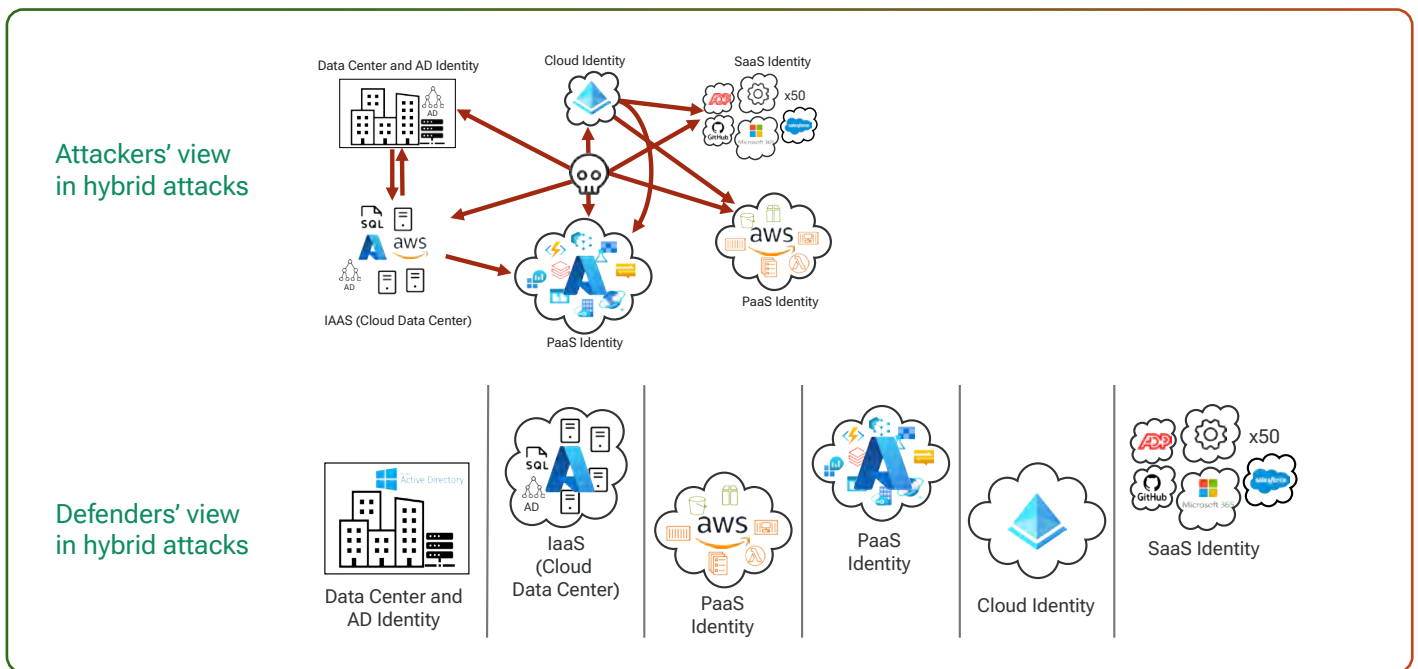 Attackers' view
in hybrid attacks
Data Center and AD Identity
AD
Cloud Identity
SaaS Identity
ADP
x50
GitHub
Microsoft 365
salesforce
SQL
aws
AD
IAAS (Cloud Data Center)
PaaS Identity
aws
PaaS Identity
Defenders' view
in hybrid attacks
Active Directory
Data Center and
AD Identity
SQL
AD
IaaS
(Cloud
Data Center)
aws
PaaS
Identity
PaaS
Identity
Cloud Identity
ADP
x50
GitHub
Microsoft 365
salesforce
SaaS Identity